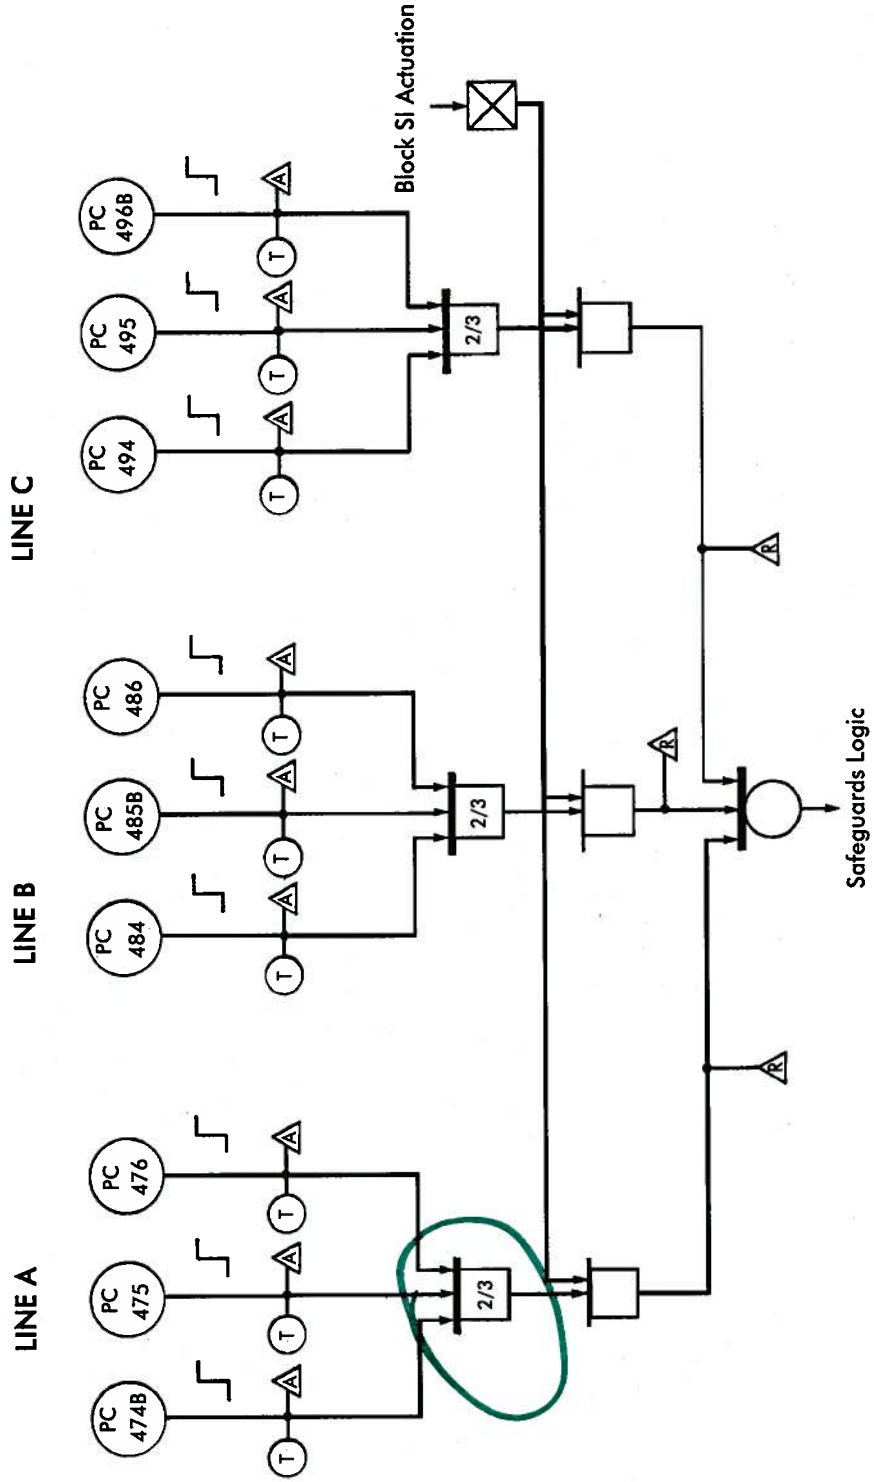 LINE A
LINE B
LINE C
PC
474B
PC
475
PC
476
PC
484
PC
485B
PC
486
PC
494
PC
495
PC
496B
T
A
T
A
T
A
T
A
T
A
T
A
T
A
T
A
T
A
2/3
2/3
2/3
Block SI Actuation
R
R
R
Safeguards Logic